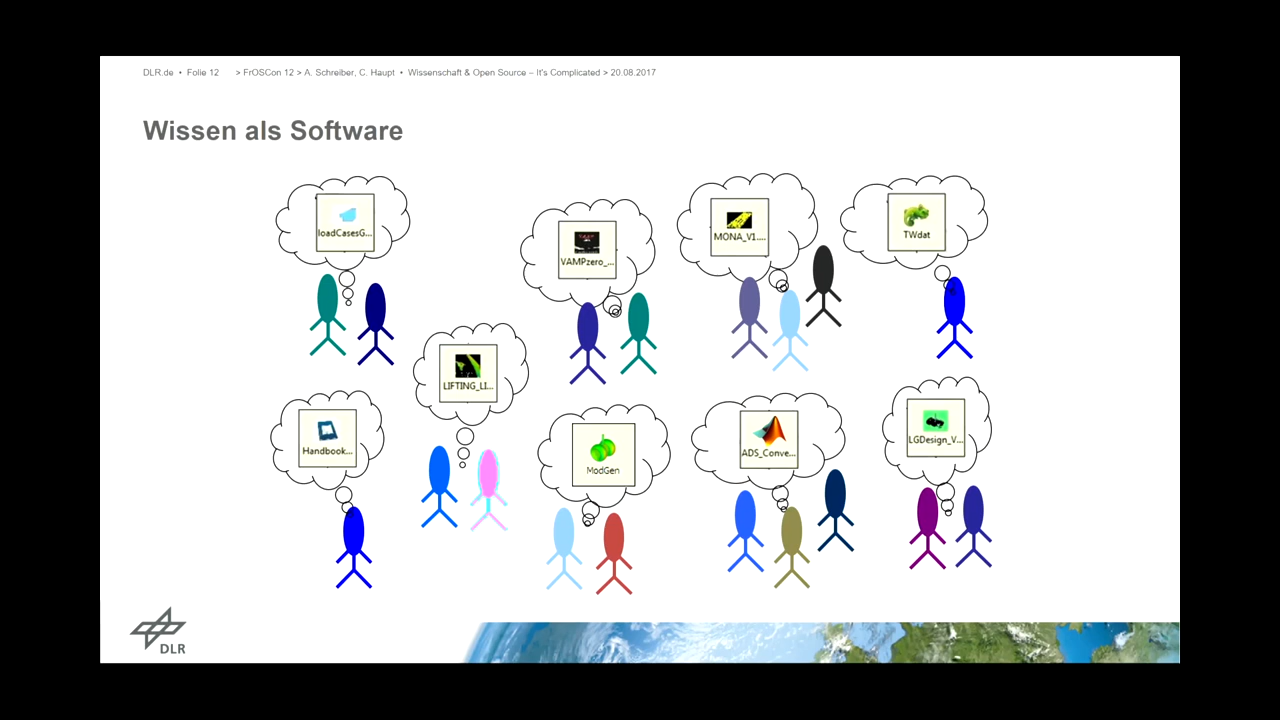 DLR.de • Folie 12 > FrOSCon 12 > A. Schreiber, C. Haupt • Wissenschaft & Open Source – It's Complicated > 20.08.2017
Wissen als Software
loadCasesG...
VAMPzero_...
MONA_V1....
TWdat
LIFTING_LI...
Handbook...
ModGen
ADS_Conve...
LGDesign_V...
DLR